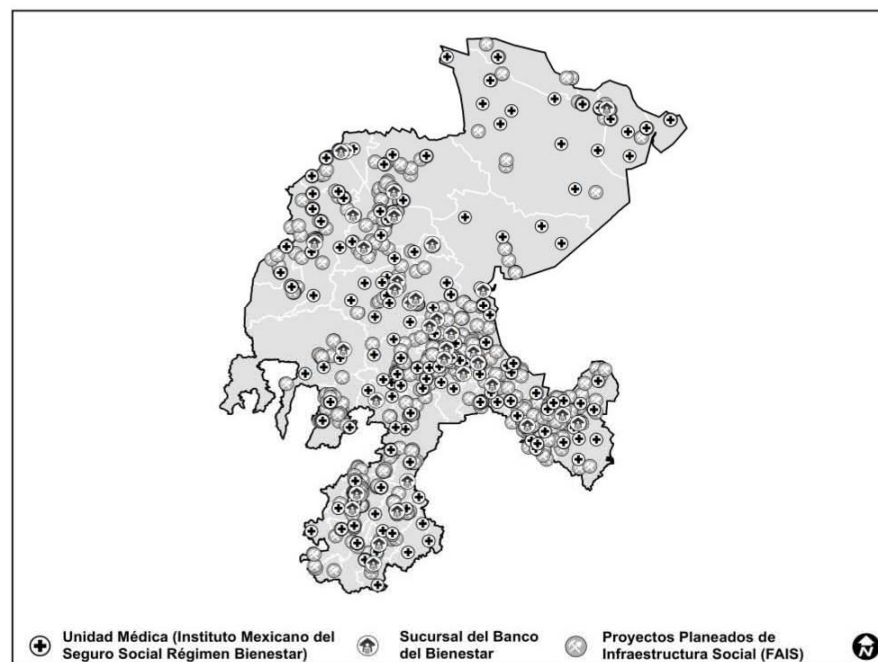 Unidad Médica (Instituto Mexicano del
Seguro Social Régimen Bienestar)
Sucursal del Banco
del Bienestar
Proyectos Planeados de
Infraestructura Social (FAIS)
N